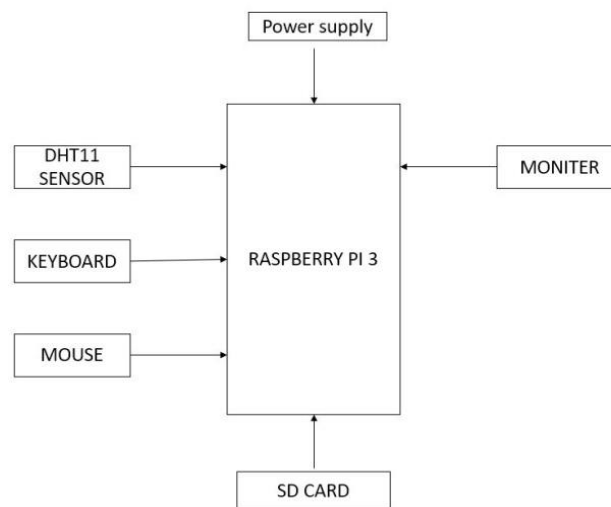 Power supply
DHT11
SENSOR
MONITER
KEYBOARD
RASPBERRY PI 3
MOUSE
SD CARD